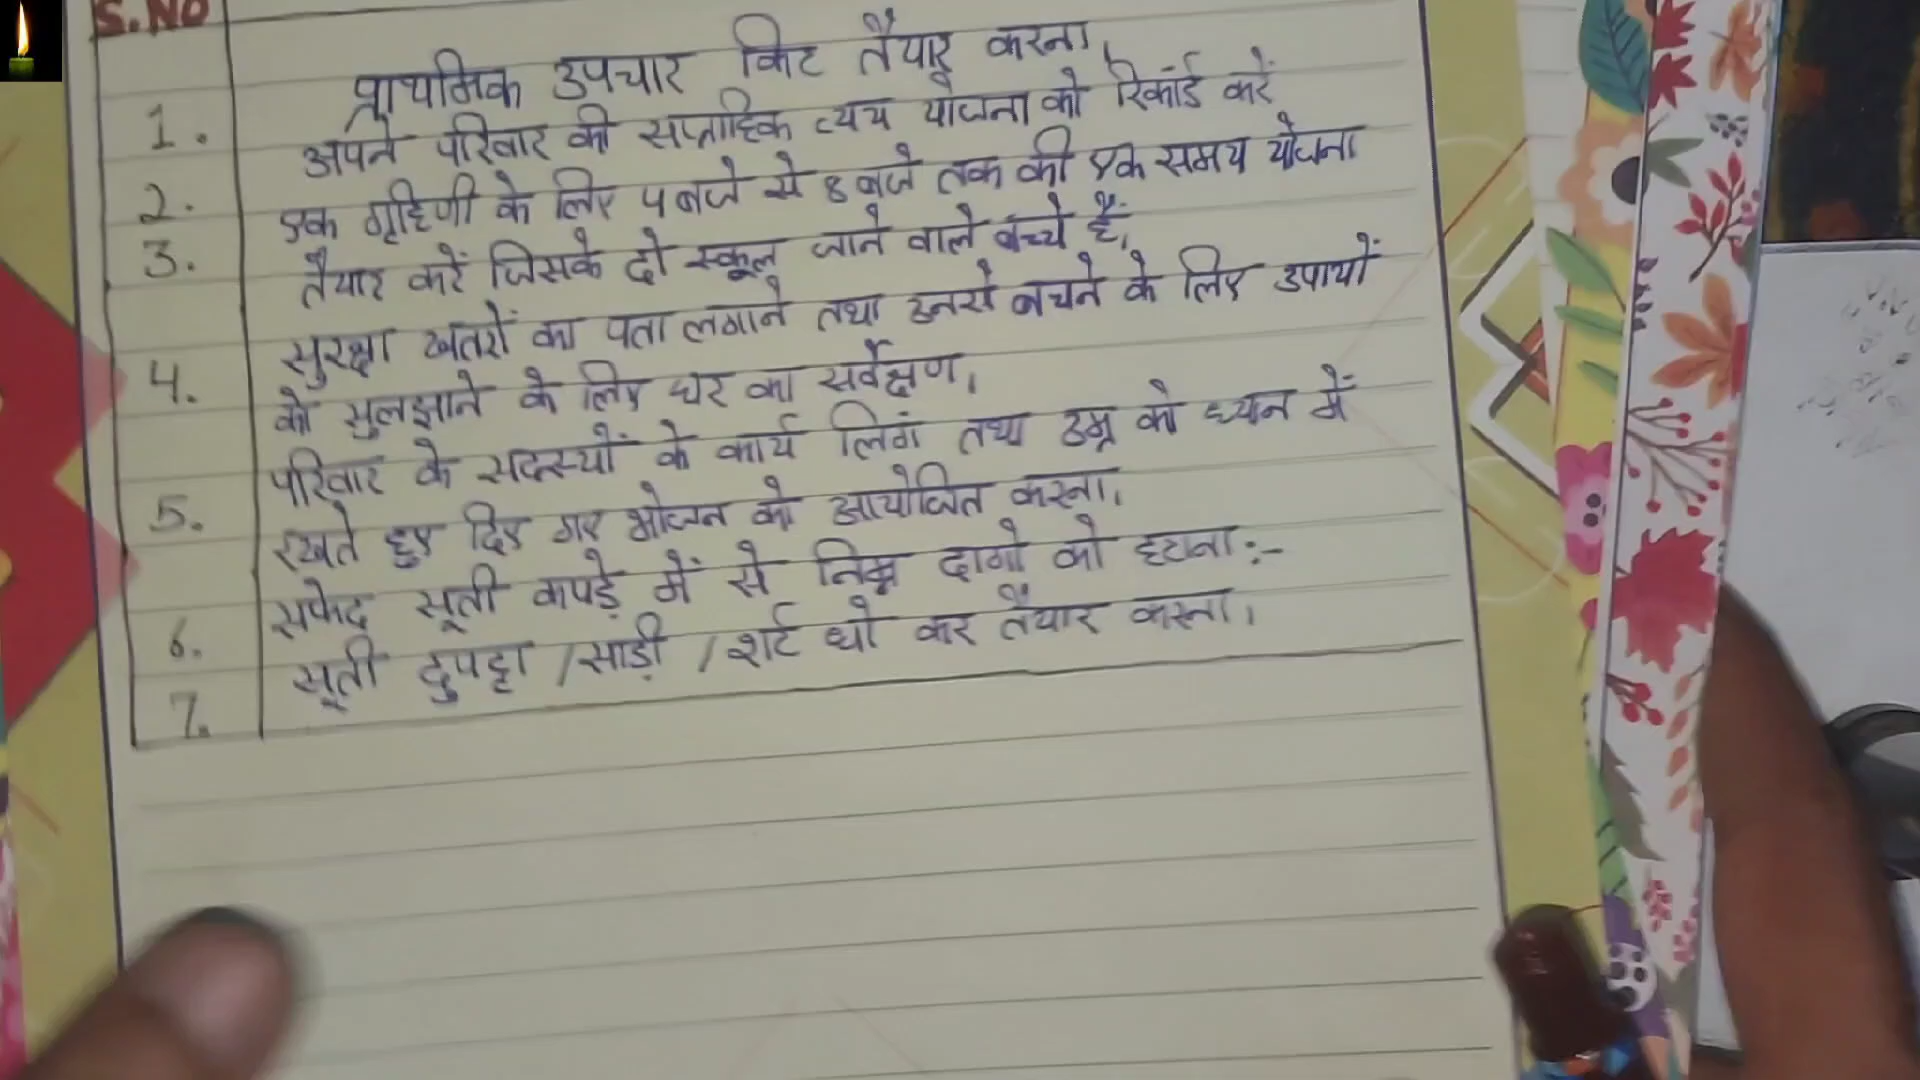 S.NO
प्राथमिक उपचार किट तैयार करना।
1. अपने परिवार की सप्ताहिक व्यय योजना को रिकॉर्ड करें
2. एक गृहिणी के लिए 4 बजे से 8 बजे तक की एक समय योजना
3. तैयार करें जिसके दो स्कूल जाने वाले बच्चे हैं।
सुरक्षा खतरों का पता लगाने तथा उनसे बचने के लिए उपायों
4. को सुलझाने के लिए घर का सर्वेक्षण।
परिवार के सदस्यों के कार्य लिगं तथा उम्र को ध्यान में
5. रखते हुए दिए गए भोजन को आयोजित करना।
सफेद सूती कपड़े में से निम्न दागो को हटाना:-
6. सूती दुपट्टा /साड़ी /शर्ट धो कर तैयार करना।
7.